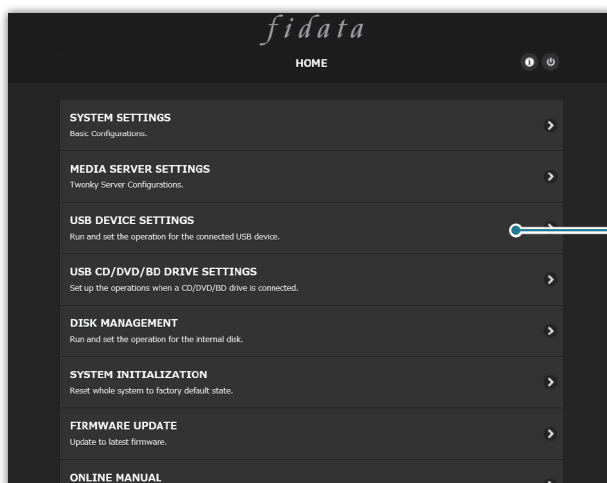 fidata
HOME
SYSTEM SETTINGS
Basic Configurations.
MEDIA SERVER SETTINGS
Twonky Server Configurations.
USB DEVICE SETTINGS
Run and set the operation for the connected USB device.
USB CD/DVD/BD DRIVE SETTINGS
Set up the operations when a CD/DVD/BD drive is connected.
DISK MANAGEMENT
Run and set the operation for the internal disk.
SYSTEM INITIALIZATION
Reset whole system to factory default state.
FIRMWARE UPDATE
Update to latest firmware.
ONLINE MANUAL